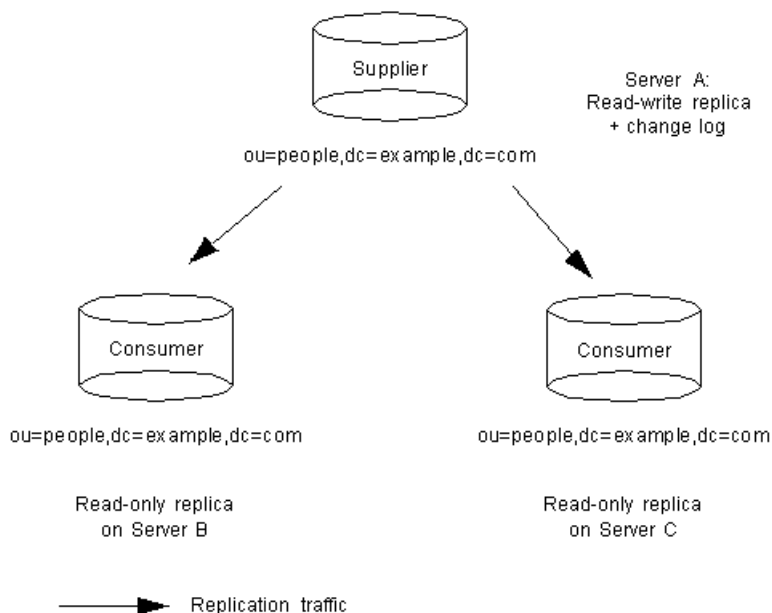 Supplier
Server A:
Read-write replica
+ change log
ou=people,dc=example,dc=com
Consumer
Consumer
ou=people,dc=example,dc=com
ou=people,dc=example,dc=com
Read-only replica
on Server B
Read-only replica
on Server C
Replication traffic